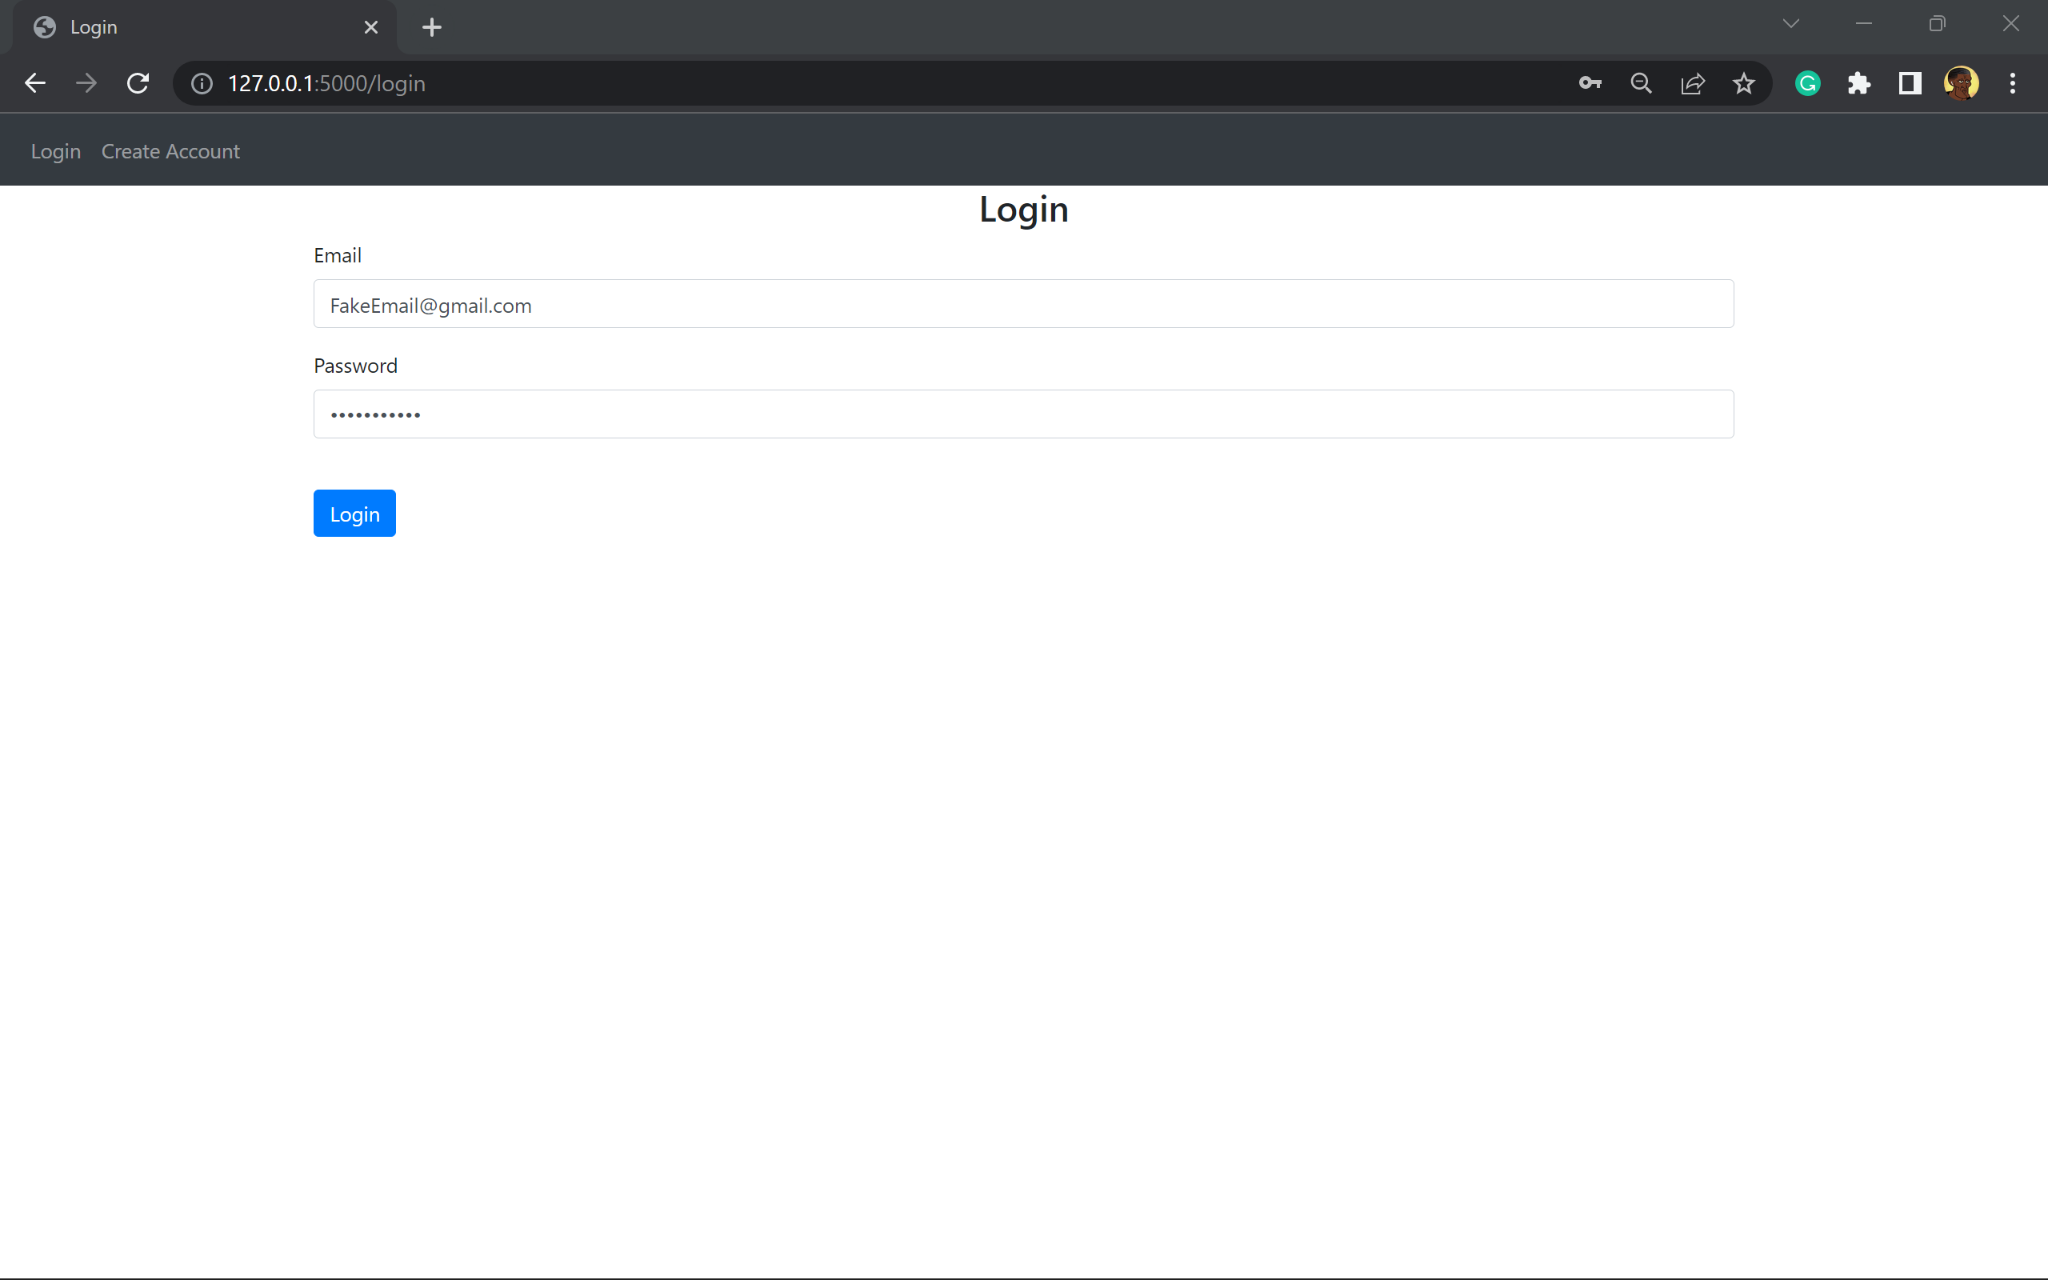 Login
127.0.0.1:5000/login
Login Create Account
Login
Email
FakeEmail@gmail.com
Password
•••••••••••
Login